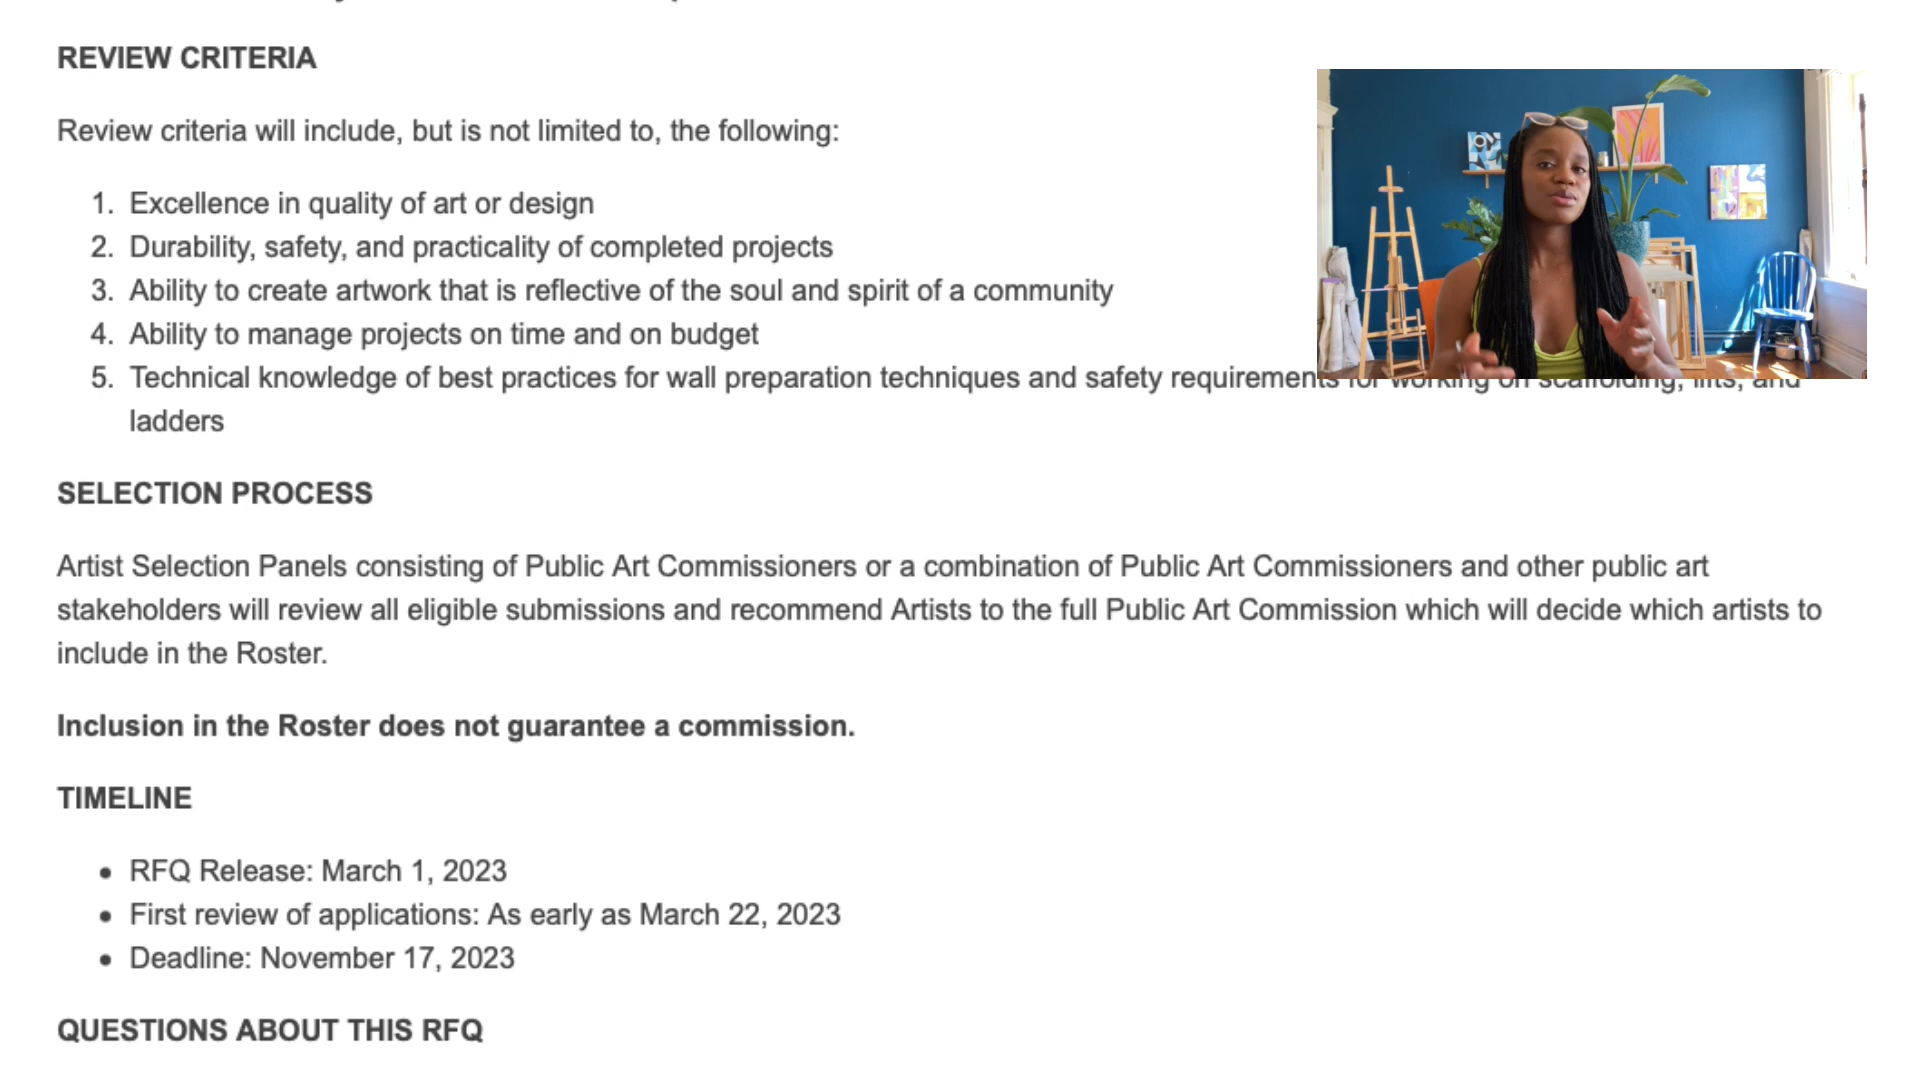 REVIEW CRITERIA
Review criteria will include, but is not limited to, the following:
1. Excellence in quality of art or design
2. Durability, safety, and practicality of completed projects
3. Ability to create artwork that is reflective of the soul and spirit of a community
4. Ability to manage projects on time and on budget
5. Technical knowledge of best practices for wall preparation techniques and safety requirements for working on scaffolding, lifts, and
ladders
SELECTION PROCESS
Artist Selection Panels consisting of Public Art Commissioners or a combination of Public Art Commissioners and other public art
stakeholders will review all eligible submissions and recommend Artists to the full Public Art Commission which will decide which artists to
include in the Roster.
Inclusion in the Roster does not guarantee a commission.
TIMELINE
• RFQ Release: March 1, 2023
• First review of applications: As early as March 22, 2023
• Deadline: November 17, 2023
QUESTIONS ABOUT THIS RFQ